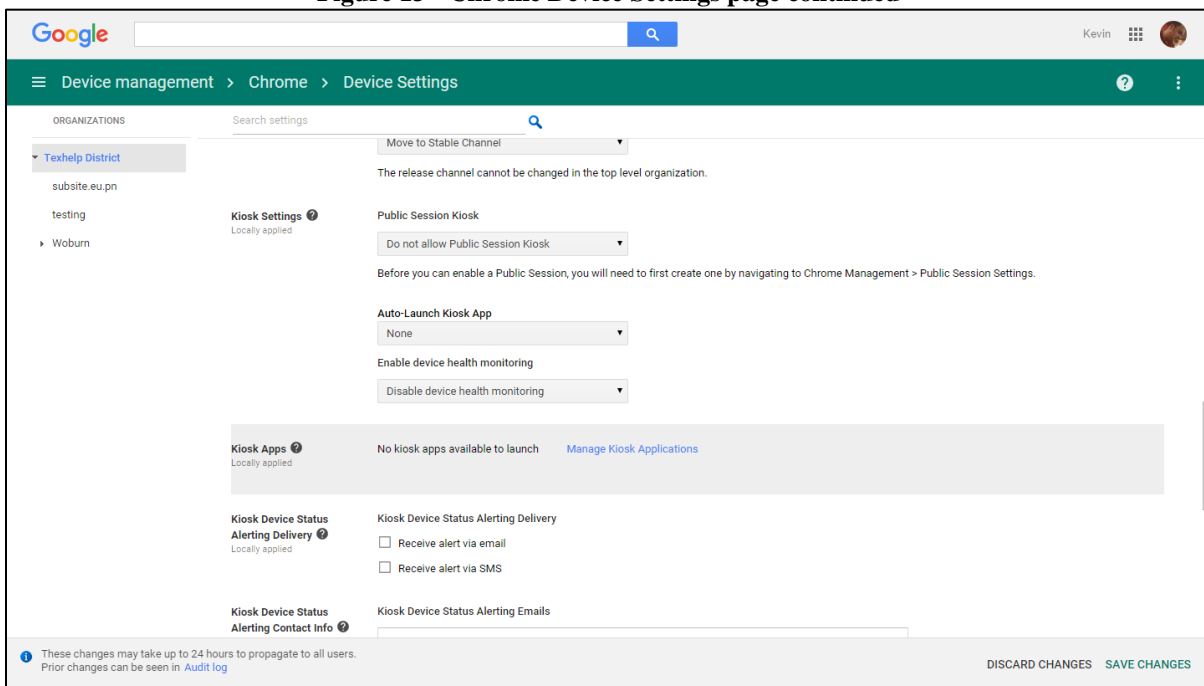 Figure 15 – Chrome Device Settings page continued
Google
Kevin
Device management > Chrome > Device Settings
ORGANIZATIONS
Search settings
Texhelp District
subsite.eu.pn
testing
Woburn
Move to Stable Channel
The release channel cannot be changed in the top level organization.
Kiosk Settings
Locally applied
Public Session Kiosk
Do not allow Public Session Kiosk
Before you can enable a Public Session, you will need to first create one by navigating to Chrome Management > Public Session Settings.
Auto-Launch Kiosk App
None
Enable device health monitoring
Disable device health monitoring
Kiosk Apps
Locally applied
No kiosk apps available to launch Manage Kiosk Applications
Kiosk Device Status
Alerting Delivery
Locally applied
Kiosk Device Status Alerting Delivery
Receive alert via email
Receive alert via SMS
Kiosk Device Status
Alerting Contact Info
Kiosk Device Status Alerting Emails
These changes may take up to 24 hours to propagate to all users.
Prior changes can be seen in Audit log
DISCARD CHANGES SAVE CHANGES